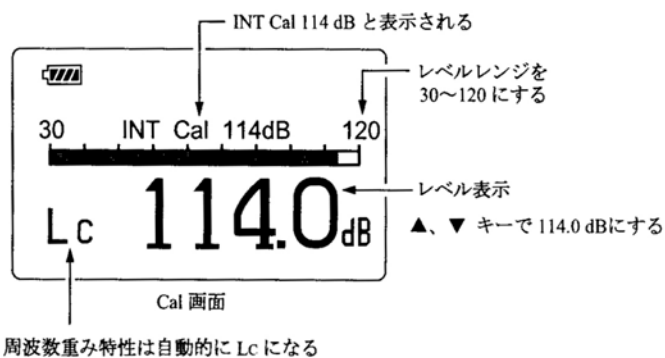 INT Cal 114 dB と表示される
レベルレンジを
30～120 にする
30 INT Cal 114dB 120
レベル表示
Lc 114.0dB
▲、▼ キーで 114.0 dBにする
Cal 画面
周波数重み特性は自動的に Lc になる